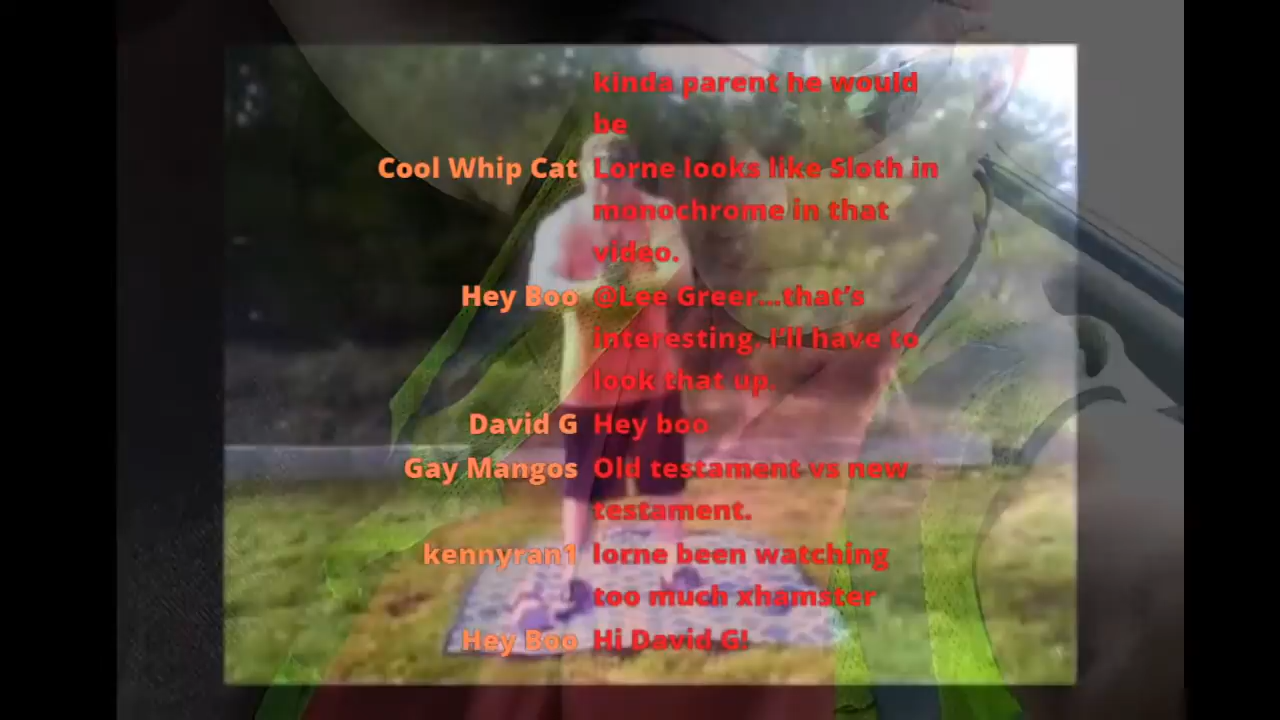 kinda parent he would
be
Cool Whip Cat Lorne looks like Sloth in
monochrome in that
video.
Hey Boo @Lee Greer...that's
interesting. I'll have to
look that up.
David G Hey boo
Gay Mangos Old testament vs new
testament.
kennyran1 lorne been watching
too much xhamster
Hey Boo Hi David G!